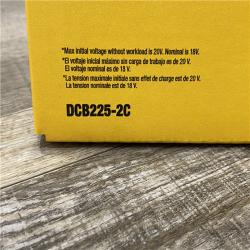 *Max initial voltage without workload is 20V. Nominal is 18V.
*El voltaje inicial máximo sin carga de trabajo es de 20 V.
El voltaje nominal es de 18 V.
*La tension maximale initiale sans effet de charge est de 20 V.
La tension nominale est de 18 V.
DCB225-2C